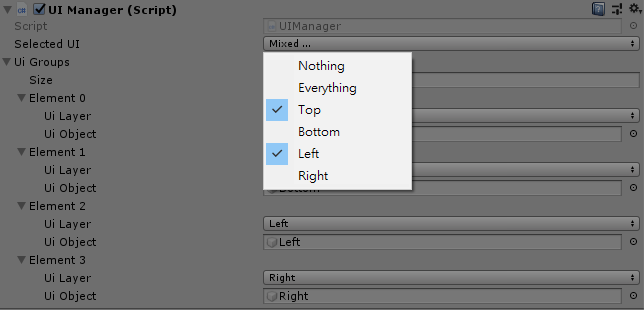 UI Manager (Script)
Script UIManager
Selected UI Mixed ...
Ui Groups
Nothing
Everything
Top
Bottom
Left
Right
Size
Element 0
Ui Layer
Ui Object
Element 1
Ui Layer
Ui Object Bottom
Element 2
Ui Layer Left
Ui Object Left
Element 3
Ui Layer Right
Ui Object Right